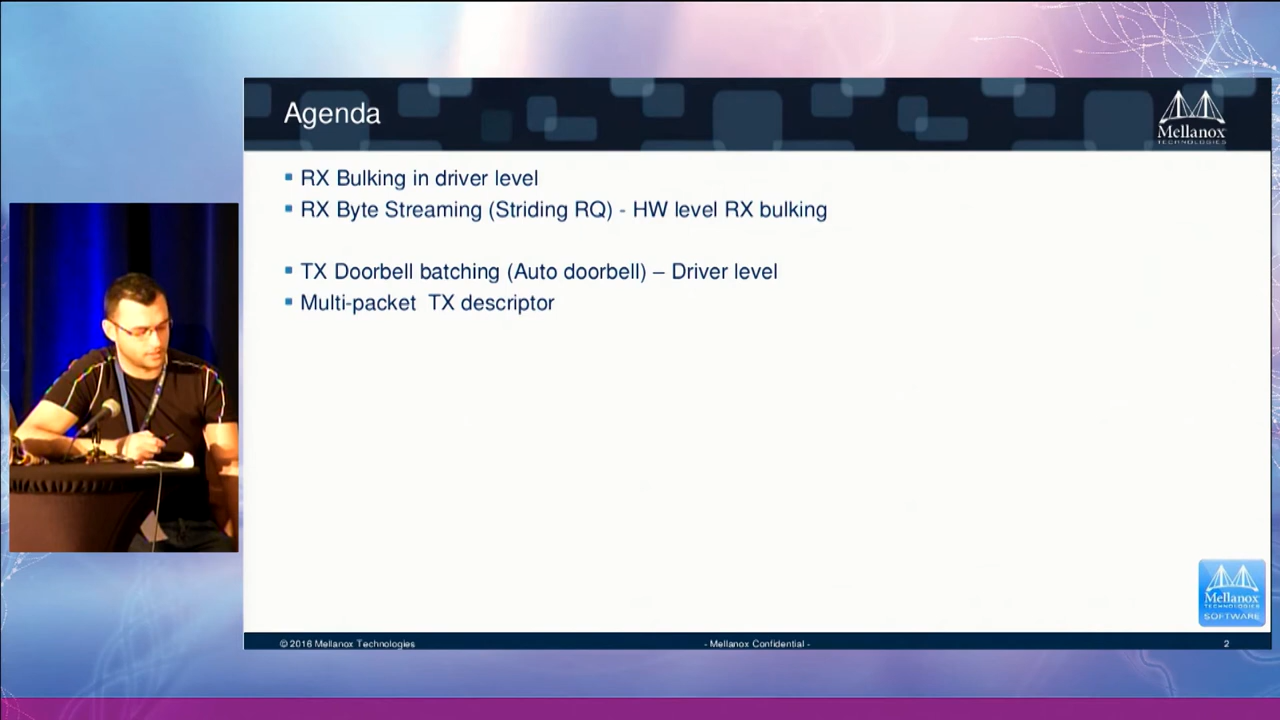 Agenda
Mellanox
TECHNOLOGIES
RX Bulking in driver level
RX Byte Streaming (Striding RQ) - HW level RX bulking
TX Doorbell batching (Auto doorbell) – Driver level
Multi-packet TX descriptor
Mellanox
TECHNOLOGIES
SOFTWARE
© 2016 Mellanox Technologies
- Mellanox Confidential -
2